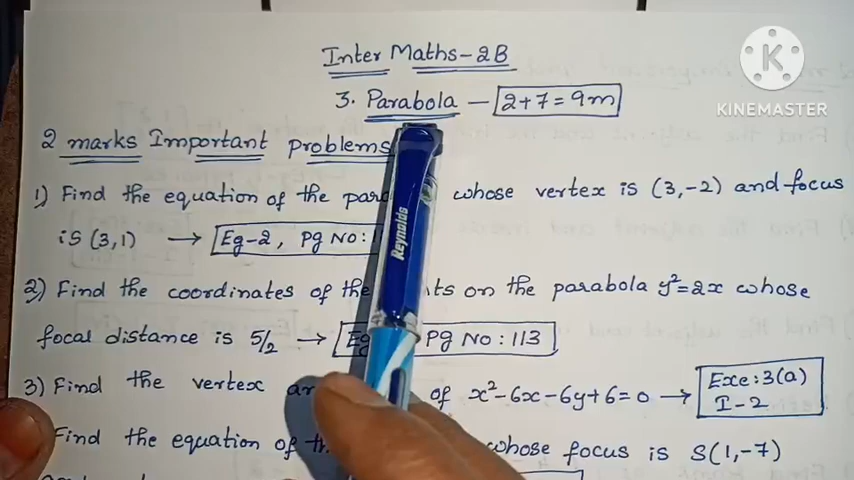 Inter Maths-2B
3. Parabola - 2+7=9m
2 marks Important problems
1) Find the equation of the para whose vertex is (3,-2) and focus
is (3,1) → Eg-2, Pg No:1
2) Find the coordinates of the ts on the parabola y²=2x whose
focal distance is 5/2 → Eg Pg No: 113
3) Find the vertex of x²-6x-6y+6=0 → Exe: 3(a)
I-2
Find the equation of whose focus is S(1,-7)
K
KINEMASTER
Reynolds